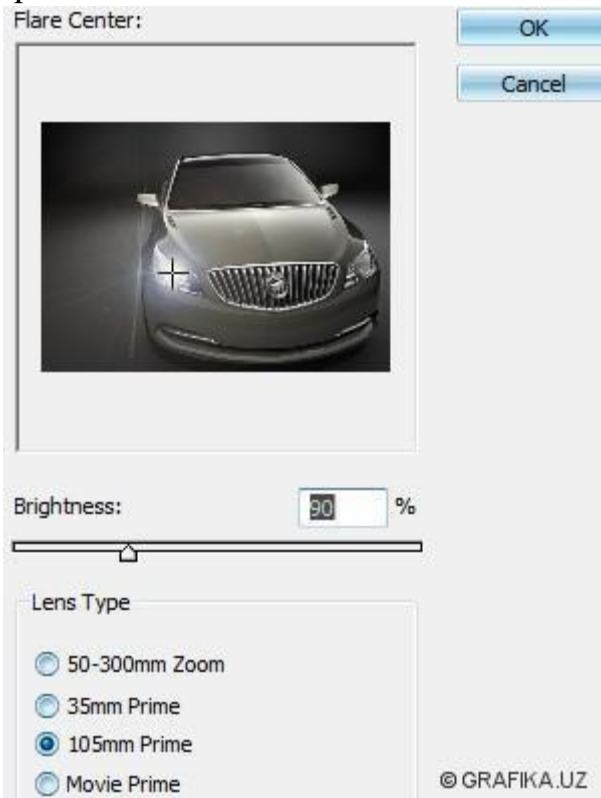 Flare Center:
OK
Cancel
Brightness:
90 %
Lens Type
50-300mm Zoom
35mm Prime
105mm Prime
Movie Prime
© GRAFIKA.UZ